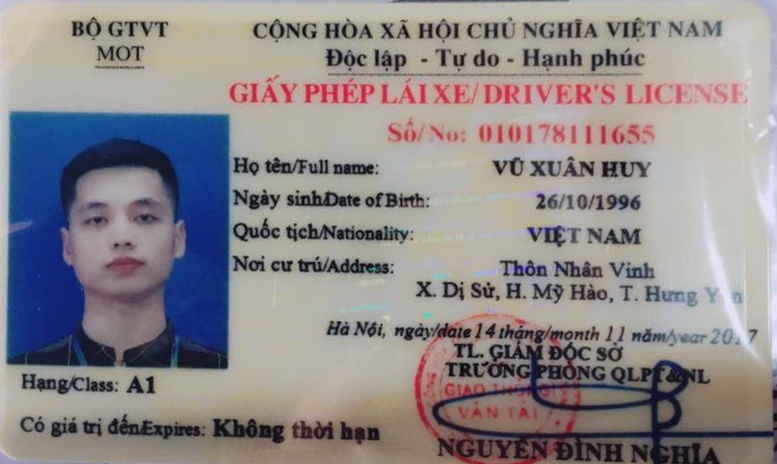 BỘ GTVT
MOT
CỘNG HÒA XÃ HỘI CHỦ NGHĨA VIỆT NAM
Độc lập - Tự do - Hạnh phúc
GIẤY PHÉP LÁI XE/ DRIVER'S LICENSE
Số/No: 010178111655
Họ tên/Full name: VŨ XUÂN HUY
Ngày sinh/Date of Birth: 26/10/1996
Quốc tịch/Nationality: VIỆT NAM
Nơi cư trú/Address: Thôn Nhân Vinh
X. Dị Sử, H. Mỹ Hào, T. Hưng Yên
Hà Nội, ngày/date 14 tháng/month 11 năm/year 2017
TL. GIÁM ĐỐC SỞ
TRƯỞNG PHÒNG QLPT&NL
GIAO THÔNG
VẬN TẢI
NGUYỄN ĐÌNH NGHĨA
Hạng/Class: A1
Có giá trị đến/Expires: Không thời hạn